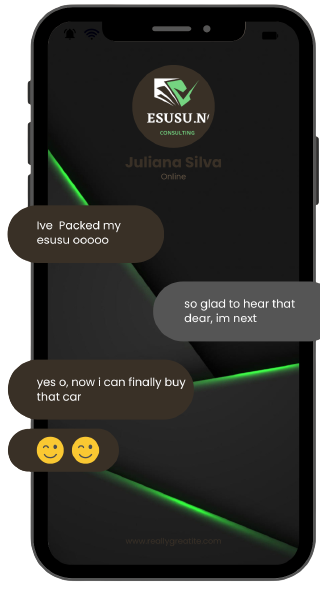 ESUSU.N
CONSULTING
Juliana Silva
Online
Ive Packed my
esusu ooooo
so glad to hear that
dear, im next
yes o, now i can finally buy
that car
www.reallygreatsite.com